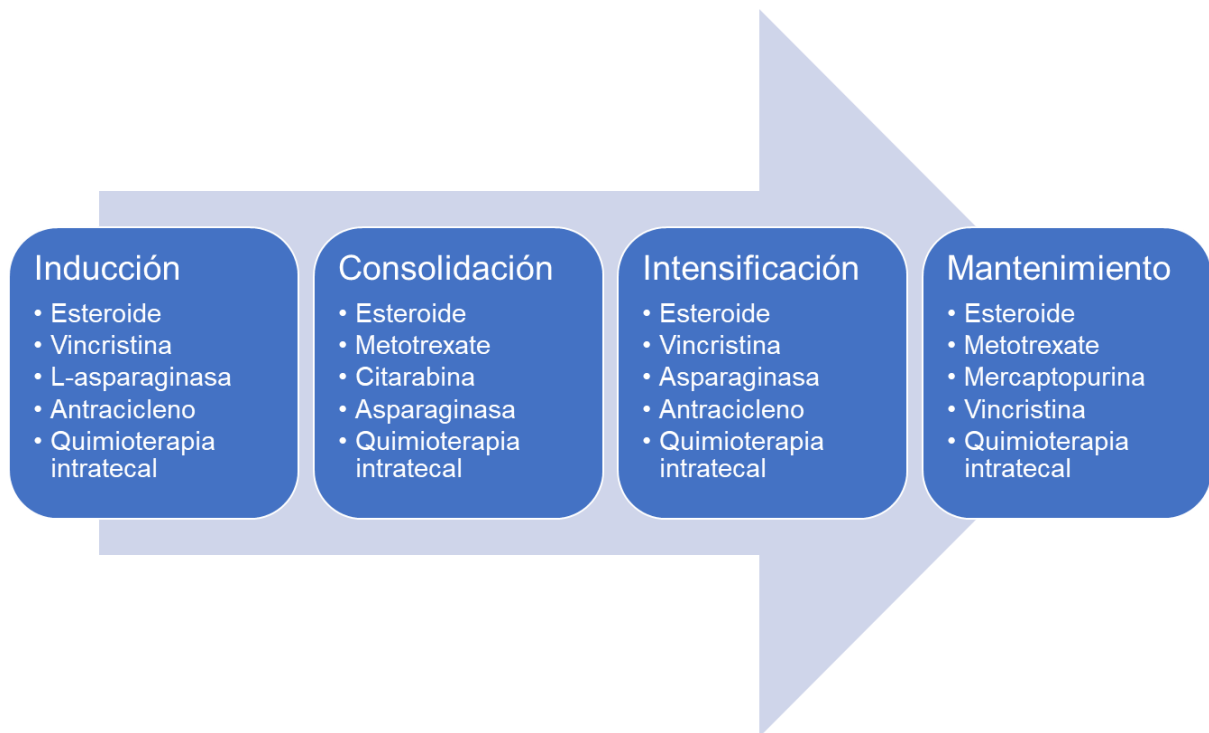 Inducción
• Esteroide
• Vincristina
• L-asparaginasa
• Antracicleno
• Quimioterapia
intratecal
Consolidación
• Esteroide
• Metotrexate
• Citarabina
• Asparaginasa
• Quimioterapia
intratecal
Intensificación
• Esteroide
• Vincristina
• Asparaginasa
• Antracicleno
• Quimioterapia
intratecal
Mantenimiento
• Esteroide
• Metotrexate
• Mercaptopurina
• Vincristina
• Quimioterapia
intratecal